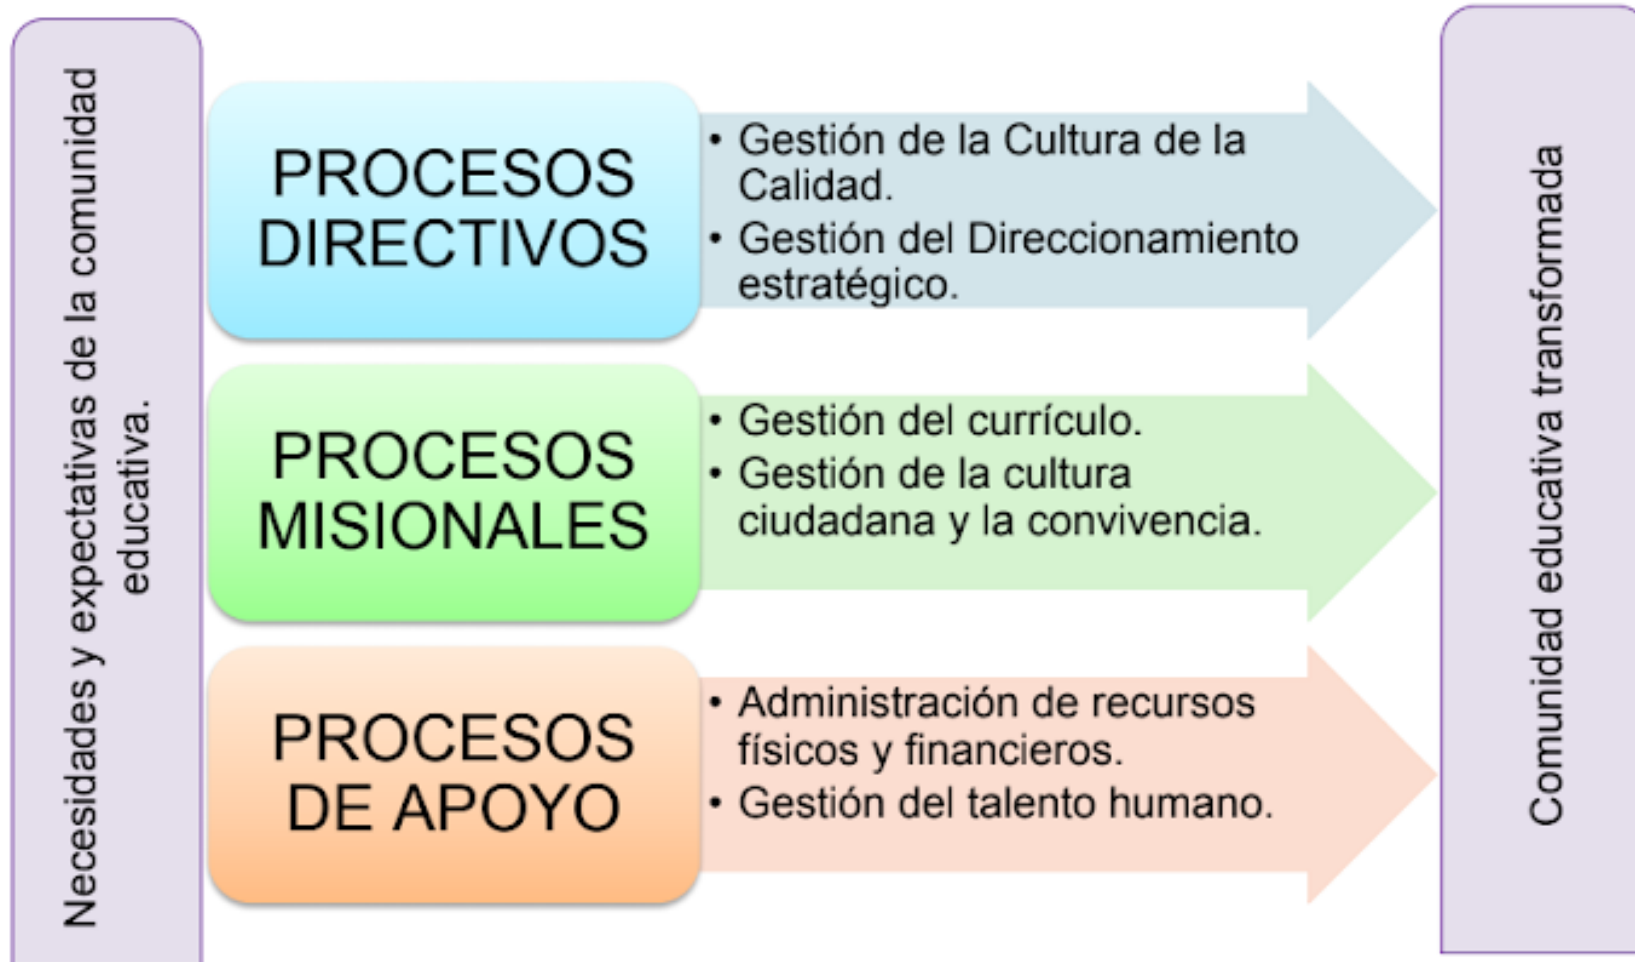 Necesidades y expectativas de la comunidad
educativa.
PROCESOS
DIRECTIVOS
• Gestión de la Cultura de la
Calidad.
• Gestión del Direccionamiento
estratégico.
PROCESOS
MISIONALES
• Gestión del currículo.
• Gestión de la cultura
ciudadana y la convivencia.
PROCESOS
DE APOYO
• Administración de recursos
físicos y financieros.
• Gestión del talento humano.
Comunidad educativa transformada